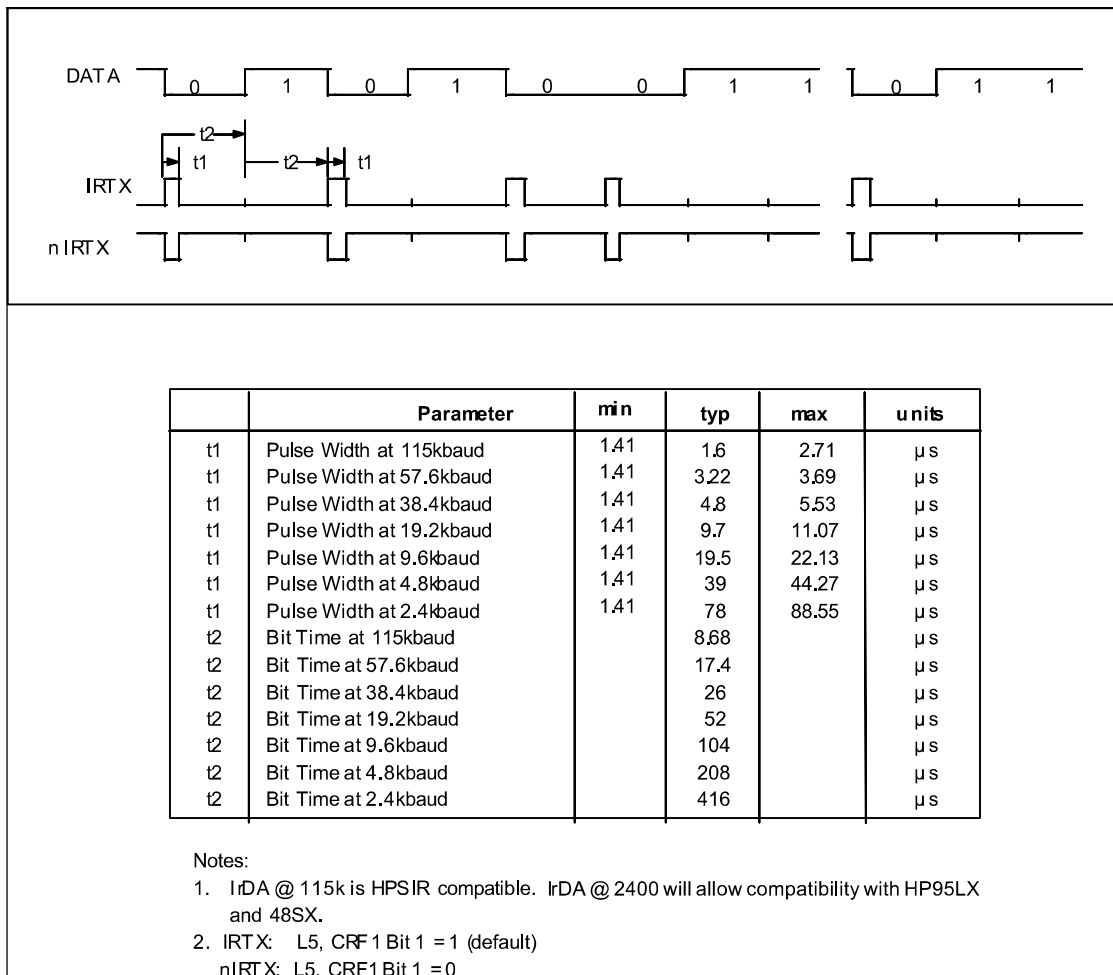 DATA 0 1 0 1 0 0 1 1 0 1 1
t2
t1 t2 t1
IRTX
nIRTX
Parameter min typ max units
t1 Pulse Width at 115kbaud 1.41 1.6 2.71 µs
t1 Pulse Width at 57.6kbaud 1.41 3.22 3.69 µs
t1 Pulse Width at 38.4kbaud 1.41 4.8 5.53 µs
t1 Pulse Width at 19.2kbaud 1.41 9.7 11.07 µs
t1 Pulse Width at 9.6kbaud 1.41 19.5 22.13 µs
t1 Pulse Width at 4.8kbaud 1.41 39 44.27 µs
t1 Pulse Width at 2.4kbaud 1.41 78 88.55 µs
t2 Bit Time at 115kbaud 8.68 µs
t2 Bit Time at 57.6kbaud 17.4 µs
t2 Bit Time at 38.4kbaud 26 µs
t2 Bit Time at 19.2kbaud 52 µs
t2 Bit Time at 9.6kbaud 104 µs
t2 Bit Time at 4.8kbaud 208 µs
t2 Bit Time at 2.4kbaud 416 µs
Notes:
1. IrDA @ 115k is HPSIR compatible. IrDA @ 2400 will allow compatibility with HP95LX
and 48SX.
2. IRTX: L5, CRF1 Bit 1 = 1 (default)
nIRTX: L5, CRF1 Bit 1 = 0